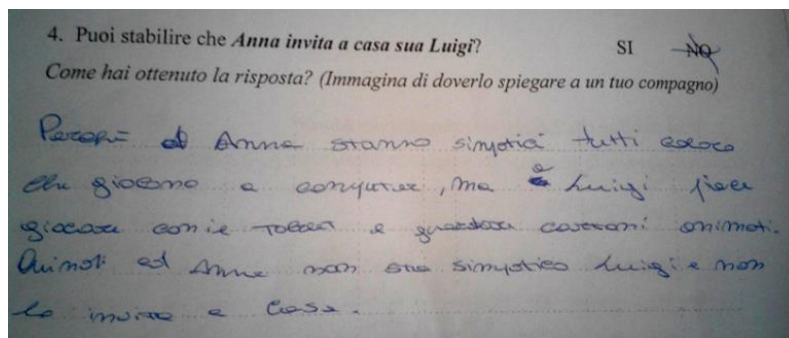 4. Puoi stabilire che Anna invita a casa sua Luigi? SI NO
Come hai ottenuto la risposta? (Immagina di doverlo spiegare a un tuo compagno)
Perché ad Anna stanno simpatici tutti coloro
che giocano a computer, ma a Luigi piace
giocare con il tablet e guardare cartoni animati.
Quindi ad Anna non sta simpatico Luigi e non
lo invita a casa.